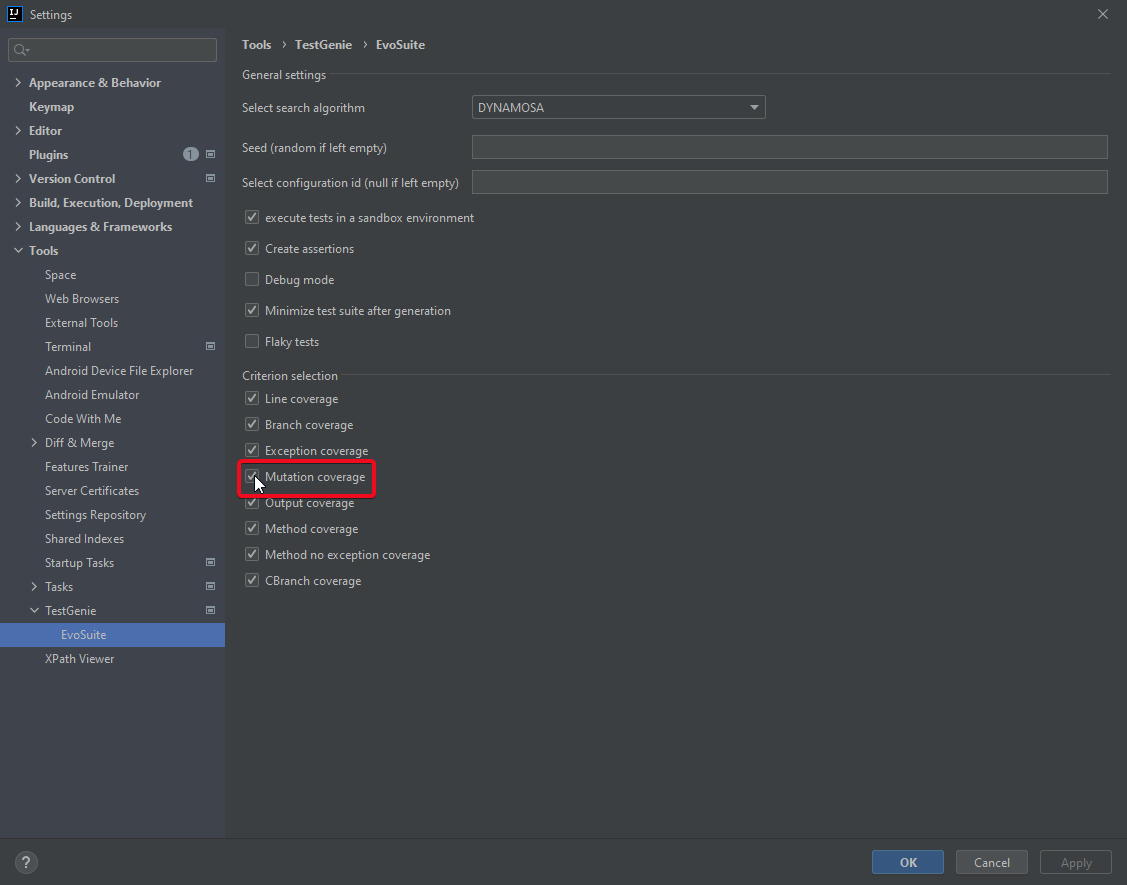 IJ Settings
Appearance & Behavior
Keymap
Editor
Plugins 1
Version Control
Build, Execution, Deployment
Languages & Frameworks
Tools
Space
Web Browsers
External Tools
Terminal
Android Device File Explorer
Android Emulator
Code With Me
Diff & Merge
Features Trainer
Server Certificates
Settings Repository
Shared Indexes
Startup Tasks
Tasks
TestGenie
EvoSuite
XPath Viewer
Tools › TestGenie › EvoSuite
General settings
Select search algorithm DYNAMOSA
Seed (random if left empty)
Select configuration id (null if left empty)
execute tests in a sandbox environment
Create assertions
Debug mode
Minimize test suite after generation
Flaky tests
Criterion selection
Line coverage
Branch coverage
Exception coverage
Mutation coverage
Output coverage
Method coverage
Method no exception coverage
CBranch coverage
? OK Cancel Apply